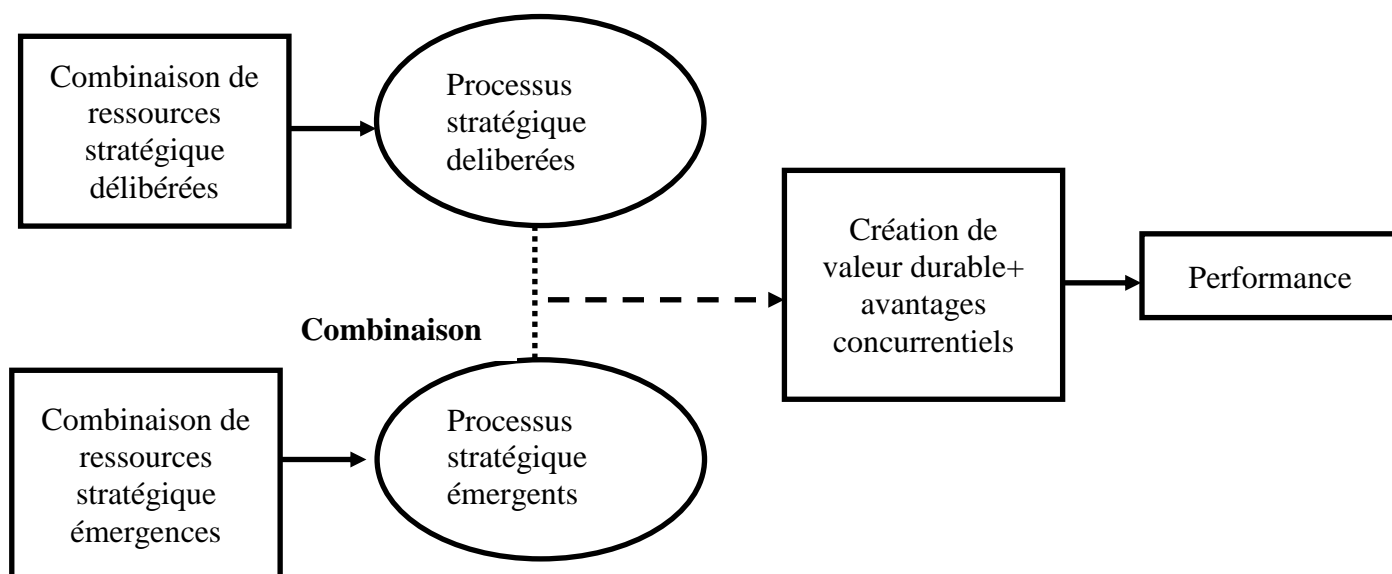 Combinaison de
ressources
stratégique
délibérées
Processus
stratégique
deliberées
Création de
valeur durable+
avantages
concurrentiels
Performance
Combinaison
Combinaison de
ressources
stratégique
émergences
Processus
stratégique
émergents